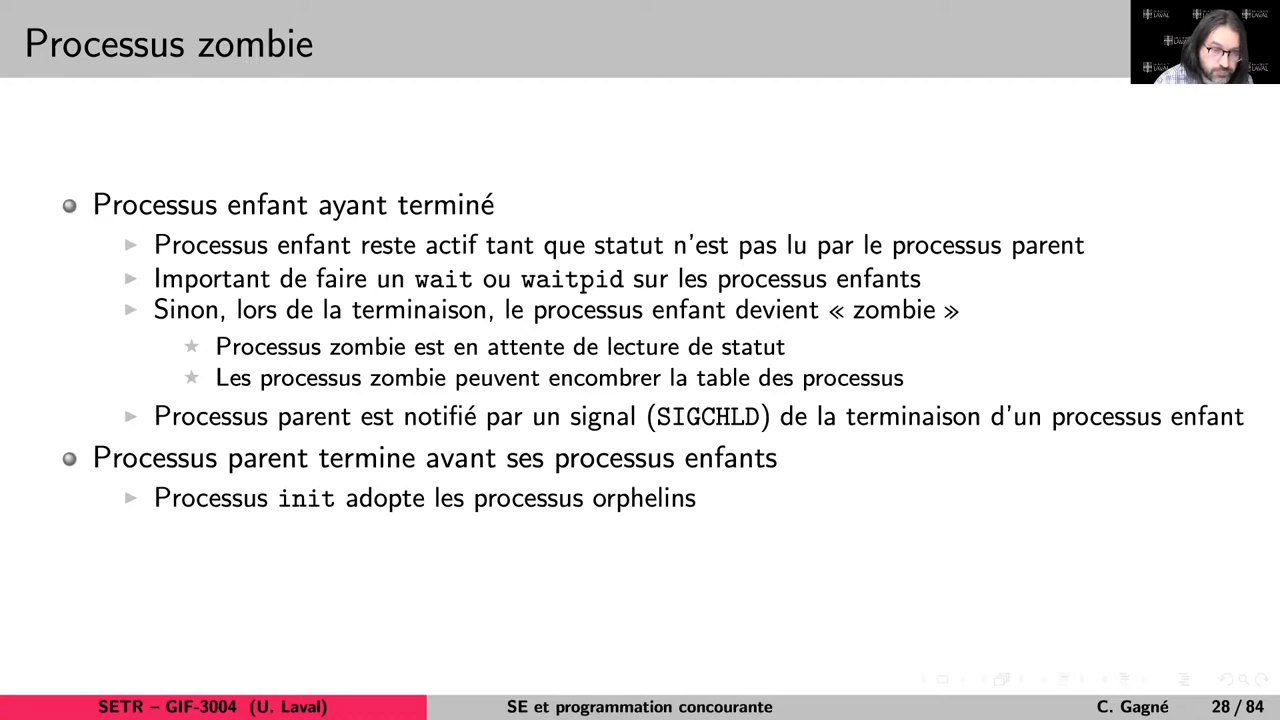 Processus zombie
LAVAL
LAVAL
LAVAL
LAVAL
Processus enfant ayant terminé
Processus enfant reste actif tant que statut n'est pas lu par le processus parent
Important de faire un wait ou waitpid sur les processus enfants
Sinon, lors de la terminaison, le processus enfant devient « zombie »
Processus zombie est en attente de lecture de statut
Les processus zombie peuvent encombrer la table des processus
Processus parent est notifié par un signal (SIGCHLD) de la terminaison d'un processus enfant
Processus parent termine avant ses processus enfants
Processus init adopte les processus orphelins
SETR – GIF-3004 (U. Laval) SE et programmation concourante C. Gagné 28 / 84